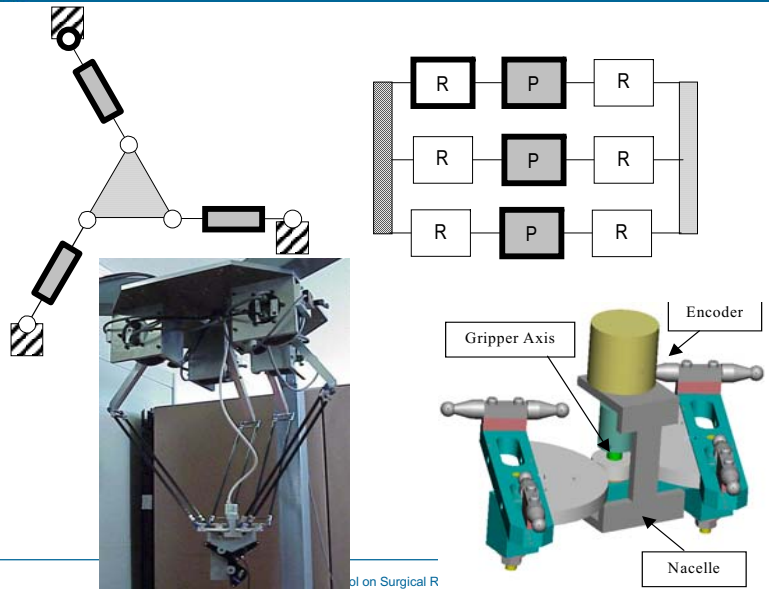 R P R
R P R
R P R
Encoder
Gripper Axis
Nacelle
ol on Surgical R